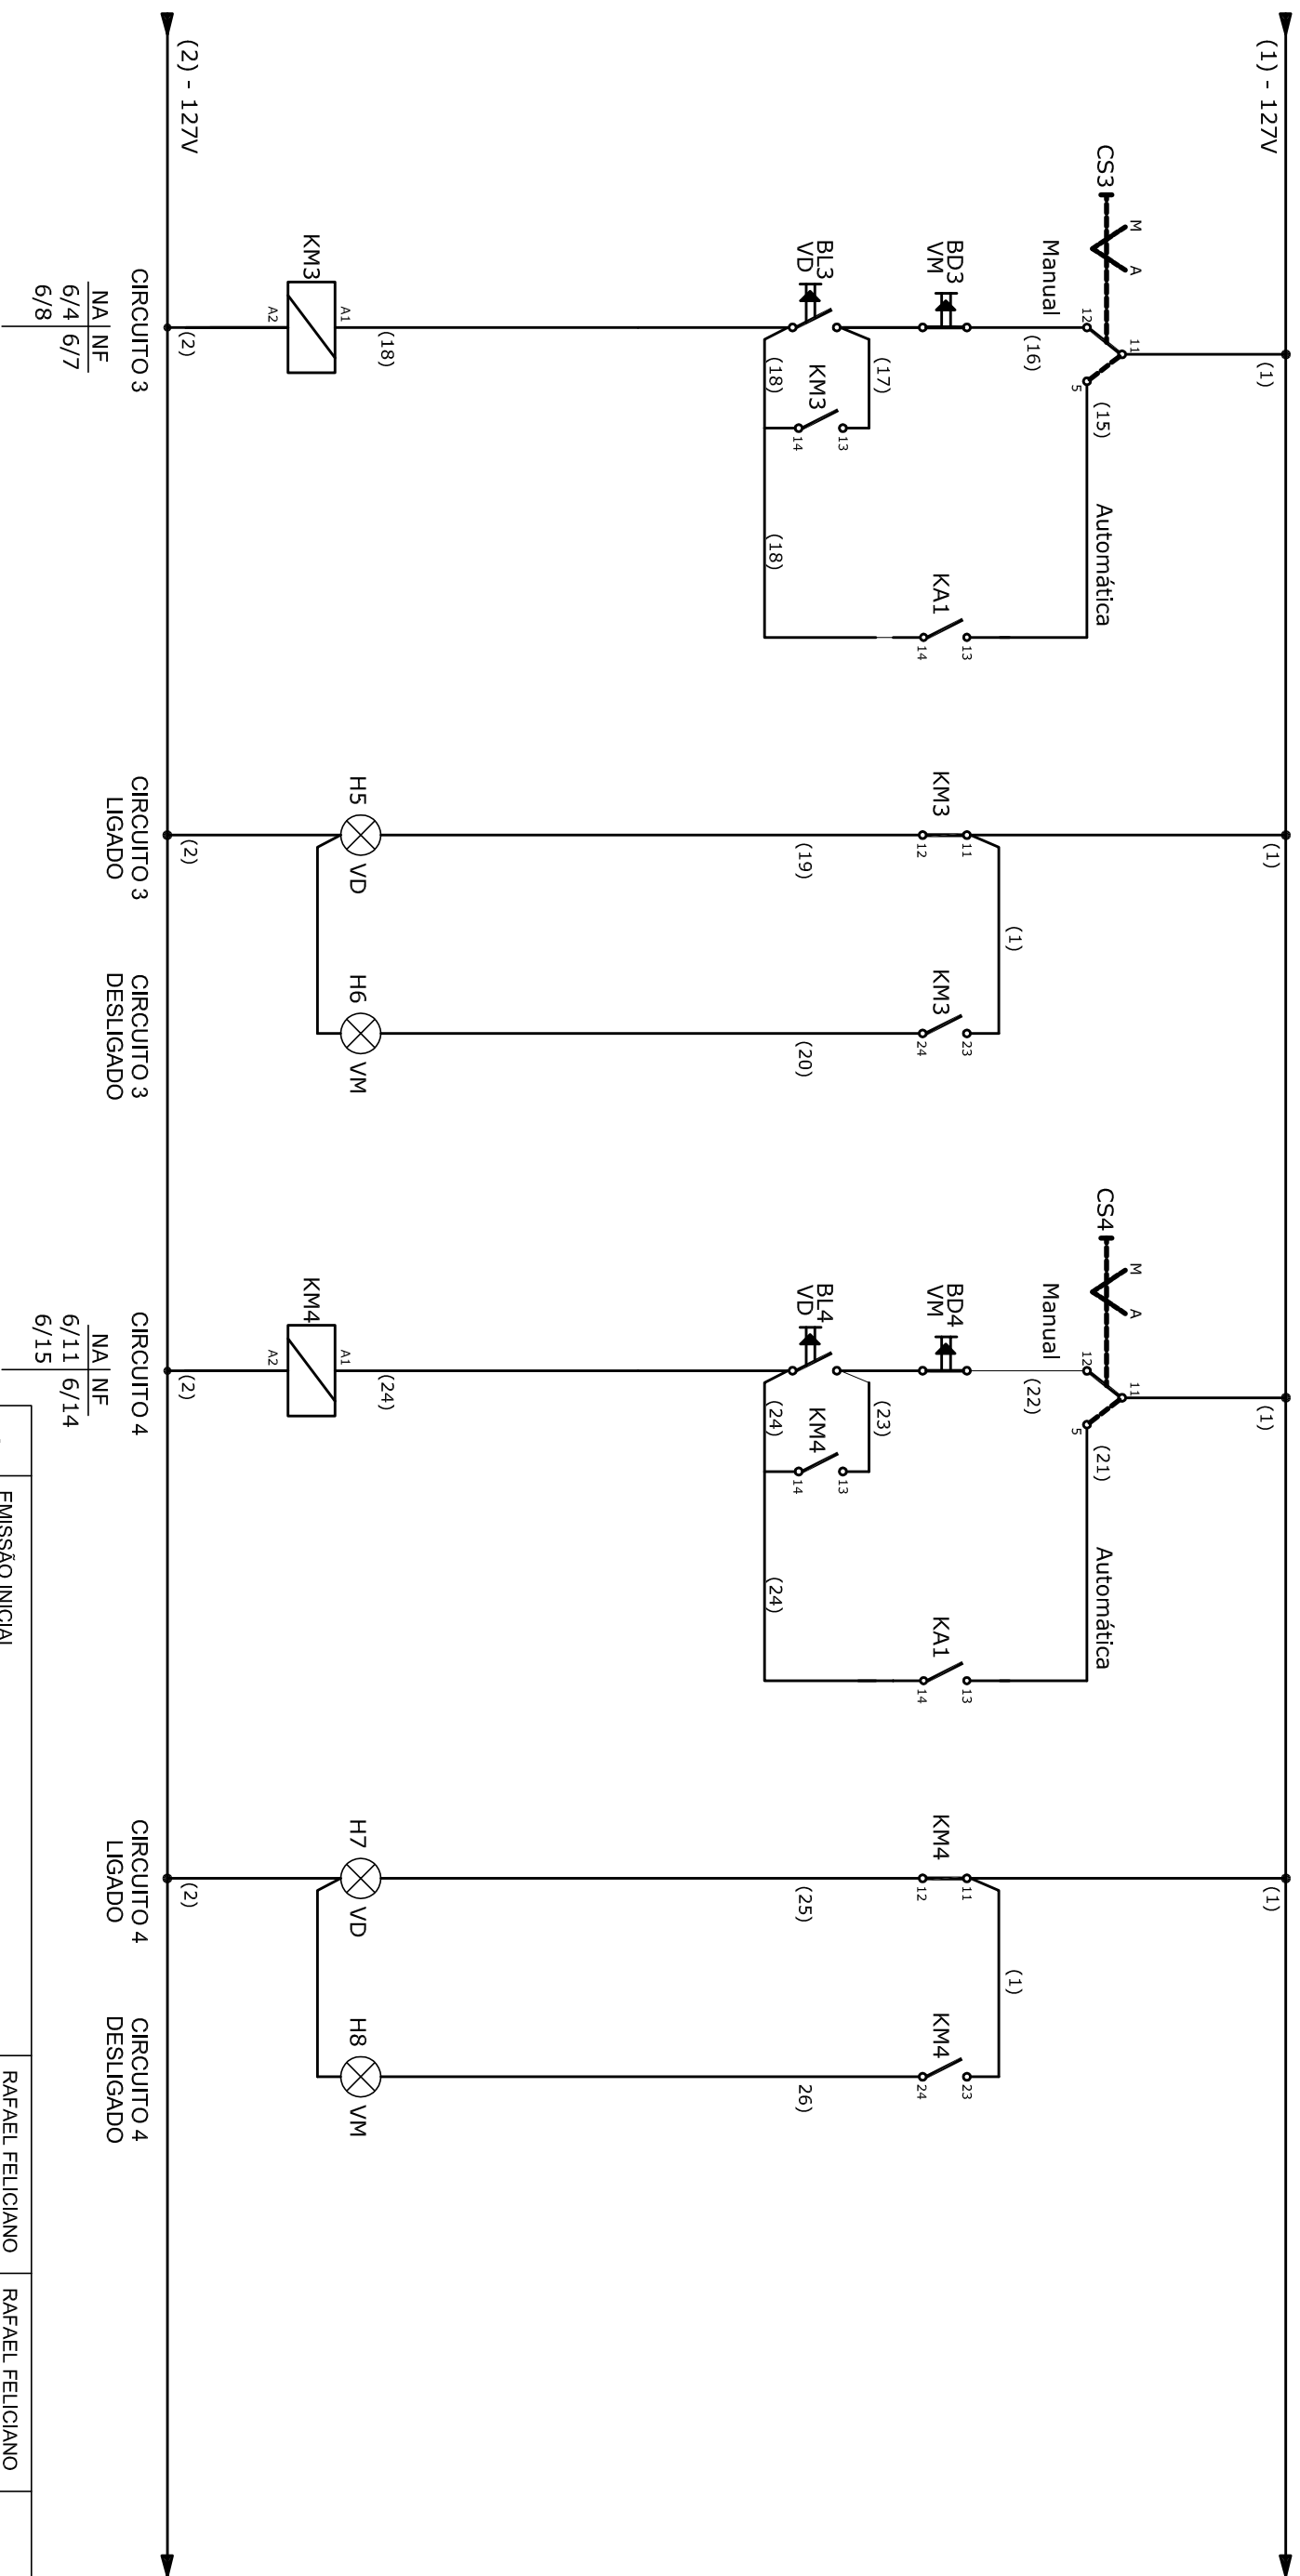 (1) - 127V
(2) - 127V
CS3
M
A
Manual
12
11
(1)
5
(15)
Automática
(16)
BD3
VM
BL3
VD
(17)
KM3
13
14
(18)
(18)
KA1
13
14
(18)
KM3
A1
A2
(2)
CIRCUITO 3
NA NF
6/4 6/7
6/8
(1)
KM3
11
12
(1)
KM3
23
24
(19)
(20)
H5
VD
H6
VM
(2)
CIRCUITO 3
LIGADO
CIRCUITO 3
DESLIGADO
CS4
M
A
Manual
12
11
(1)
5
(21)
Automática
(22)
BD4
VM
BL4
VD
(23)
KM4
13
14
(24)
(24)
KA1
13
14
(24)
KM4
A1
A2
(2)
CIRCUITO 4
NA NF
6/11 6/14
6/15
(1)
KM4
11
12
(1)
KM4
23
24
(25)
26)
H7
VD
H8
VM
(2)
CIRCUITO 4
LIGADO
CIRCUITO 4
DESLIGADO
EMISSÃO INICIAL
RAFAEL FELICIANO
RAFAEL FELICIANO